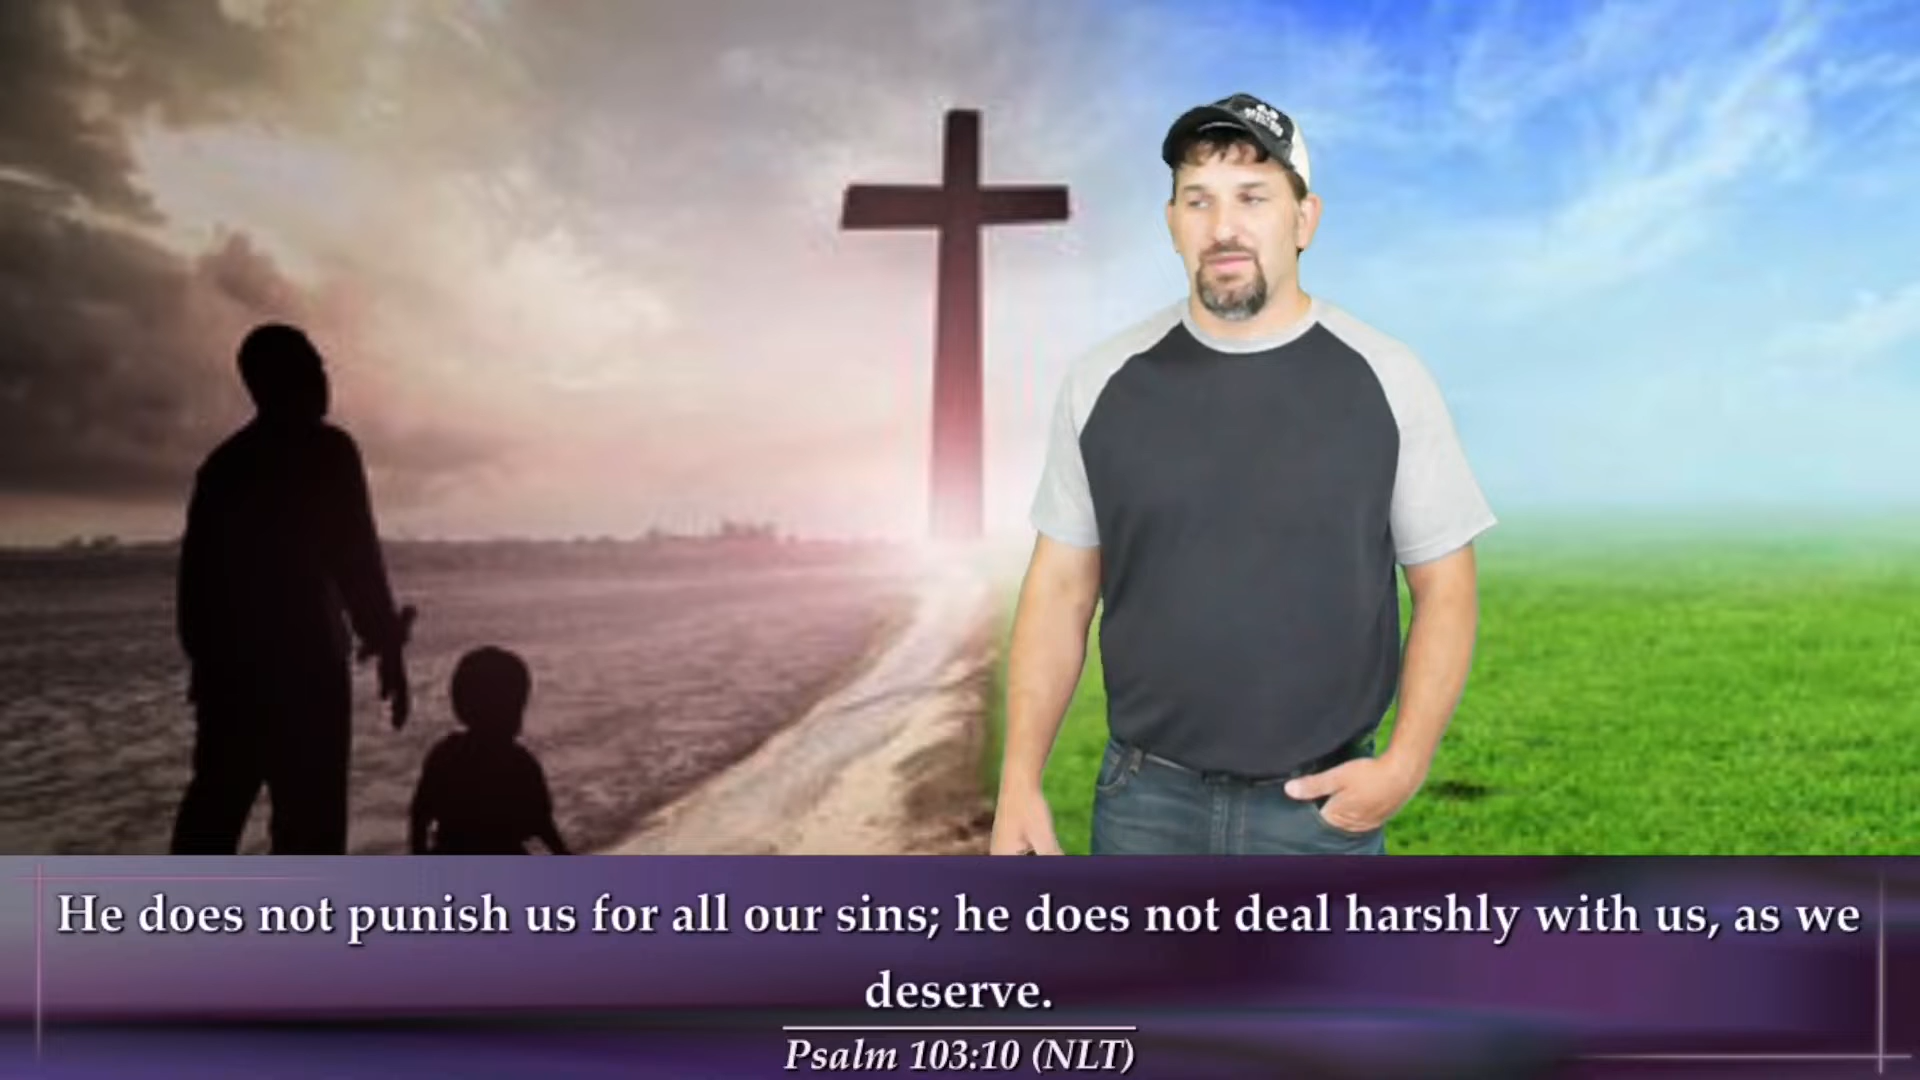 He does not punish us for all our sins; he does not deal harshly with us, as we
deserve.
Psalm 103:10 (NLT)